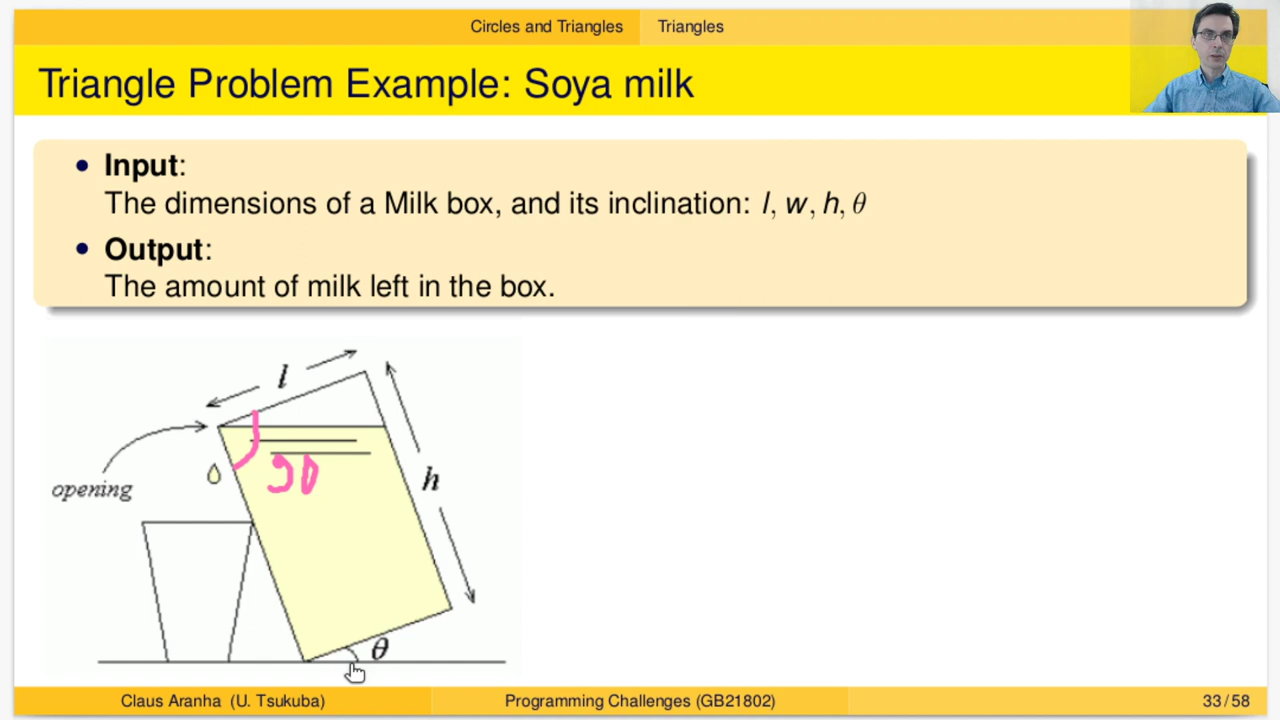 Circles and Triangles Triangles
Triangle Problem Example: Soya milk
• Input:
The dimensions of a Milk box, and its inclination: l, w, h, θ
• Output:
The amount of milk left in the box.
l
opening
90
h
θ
Claus Aranha (U. Tsukuba) Programming Challenges (GB21802) 33 / 58